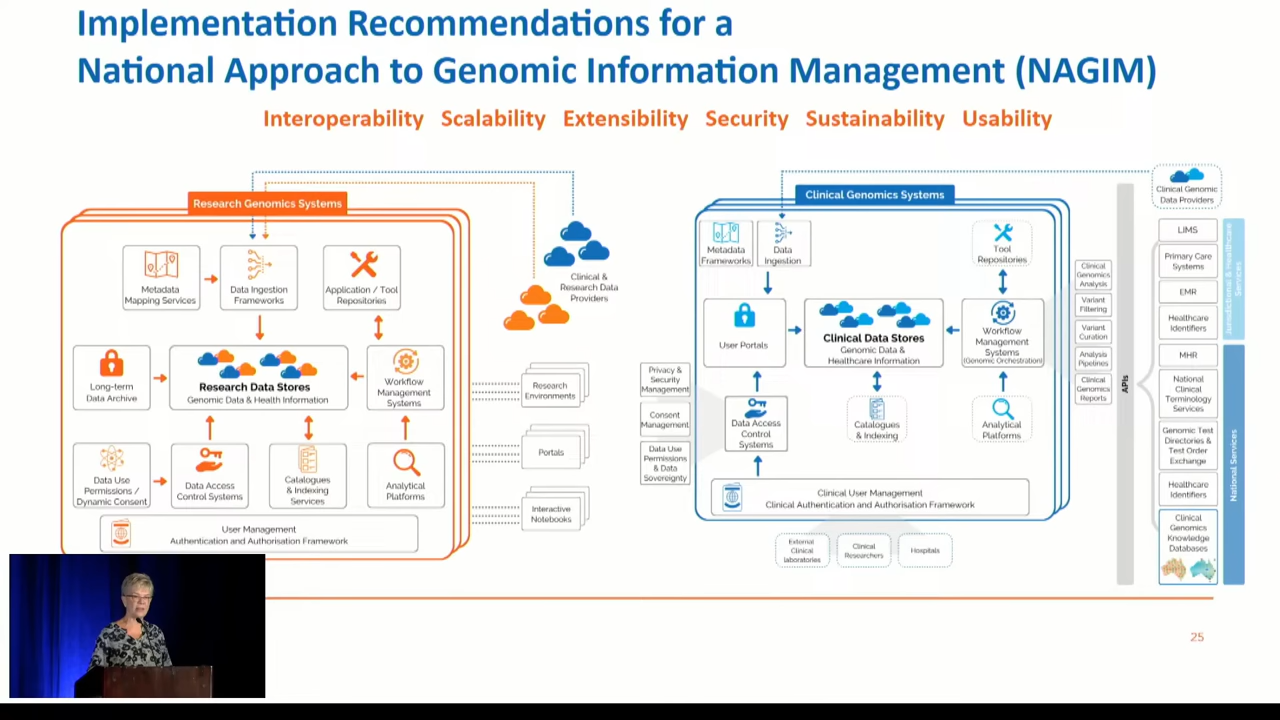 Implementation Recommendations for a
National Approach to Genomic Information Management (NAGIM)
Interoperability Scalability Extensibility Security Sustainability Usability
Research Genomics Systems
Metadata
Mapping Services
Data Ingestion
Frameworks
Application / Tool
Repositories
Long-term
Data Archive
Research Data Stores
Genomic Data & Health Information
Workflow
Management
Systems
Data Use
Permissions /
Dynamic Consent
Data Access
Control Systems
Catalogues
& Indexing
Services
Analytical
Platforms
User Management
Authentication and Authorisation Framework
Clinical &
Research Data
Providers
Research
Environments
Portals
Interactive
Notebooks
Privacy &
Security
Management
Consent
Management
Data Use
Permissions
& Data
Sovereignty
Clinical Genomics Systems
Metadata
Frameworks
Data
Ingestion
Tool
Repositories
User Portals
Clinical Data Stores
Genomic Data &
Healthcare Information
Workflow
Management
Systems
(Genomic Orchestration)
Data Access
Control
Systems
Catalogues
& Indexing
Analytical
Platforms
Clinical User Management
Clinical Authentication and Authorisation Framework
External
Clinical
laboratories
Clinical
Researchers
Hospitals
Clinical
Genomics
Analysis
Variant
Filtering
Variant
Curation
Analysis
Pipelines
Clinical
Genomics
Reports
APIs
Clinical Genomic
Data Providers
LIMS
Primary Care
Systems
EMR
Healthcare
Identifiers
Jurisdictional & Healthcare
Services
MHR
National
Clinical
Terminology
Services
Genomic Test
Directories &
Test Order
Exchange
Healthcare
Identifiers
Clinical
Genomics
Knowledge
Databases
National Services
25